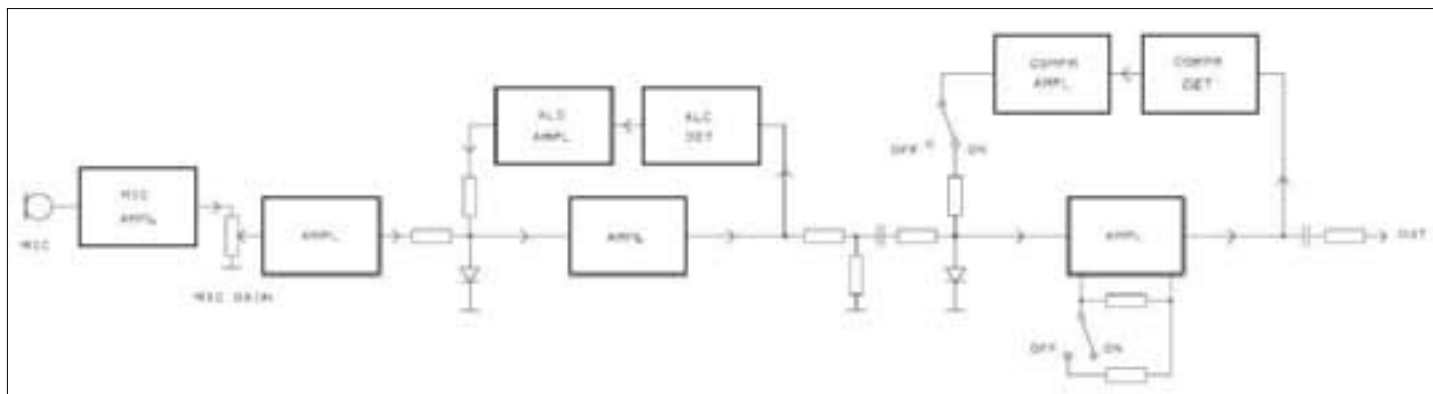 MIC
MIC
AMPL
MIC GAIN
AMPL
ALC
AMPL
ALC
DET
AMPL
OFF
ON
COMPR
AMPL
COMPR
DET
AMPL
OFF
ON
OUT